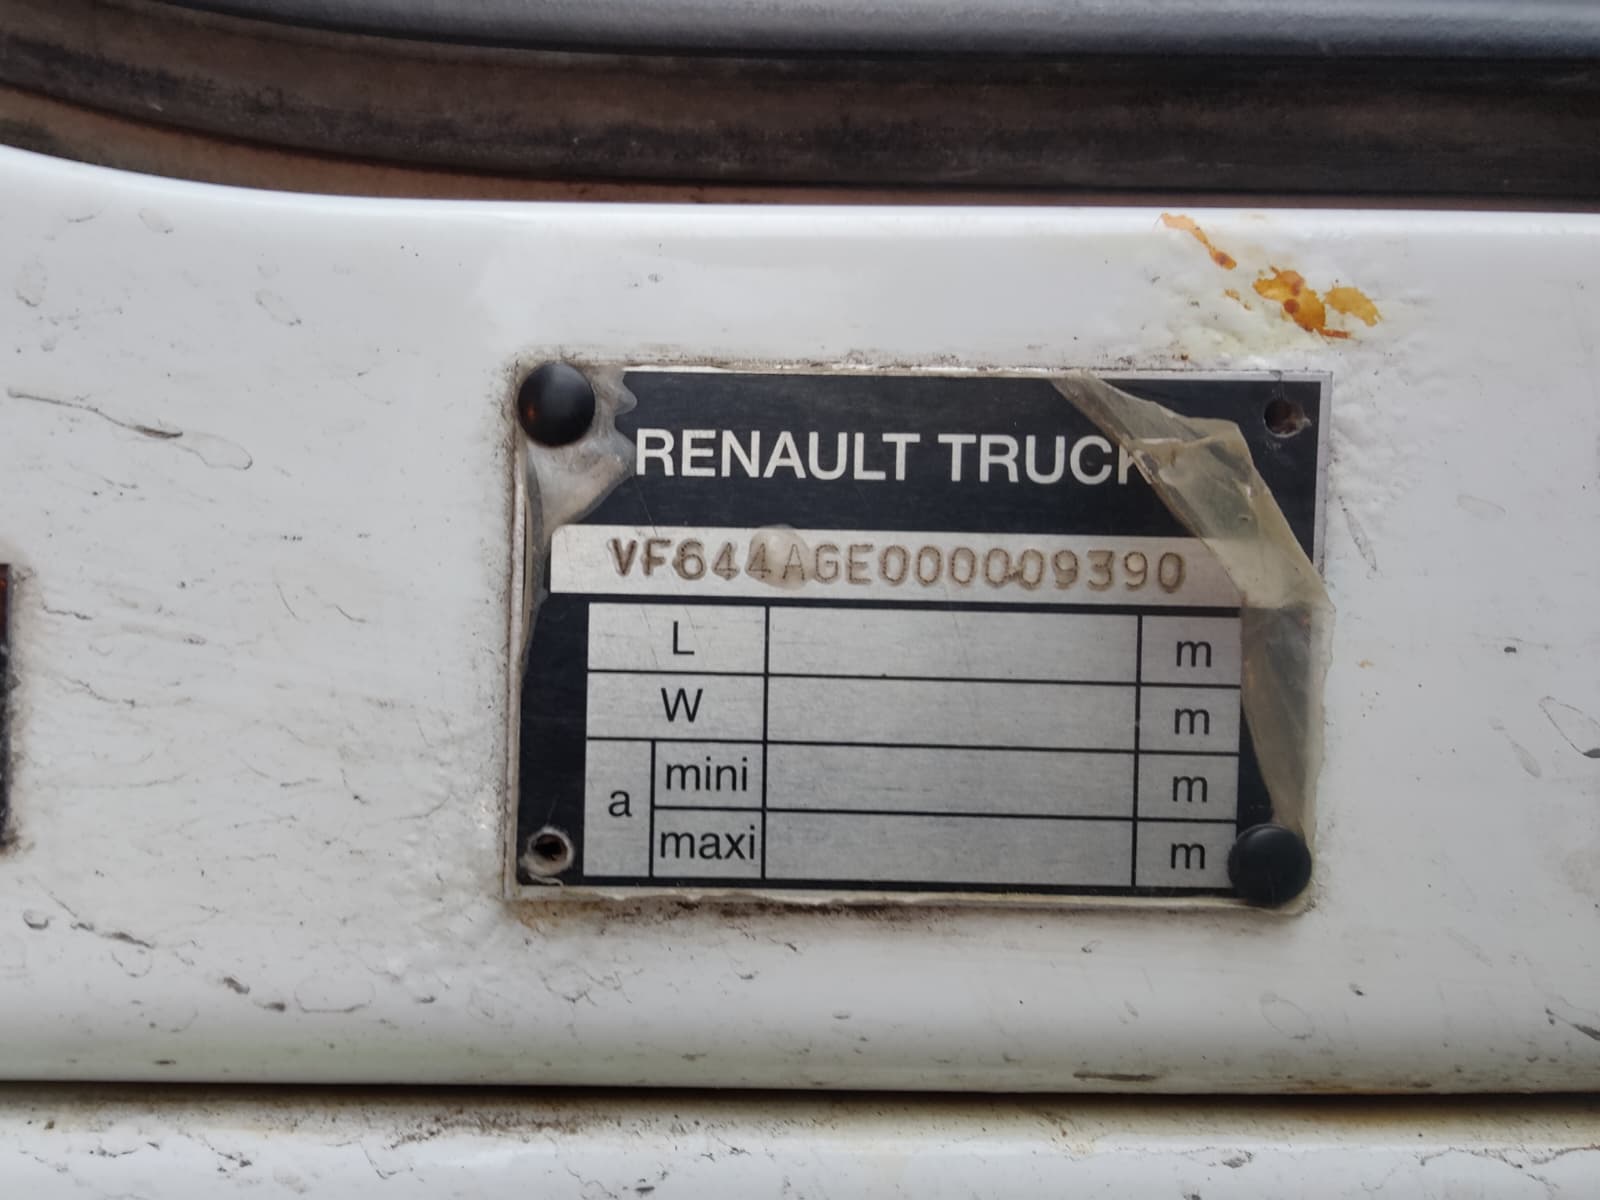 RENAULT TRUCK
VF644AGE000009390
L m
W m
a mini m
maxi m